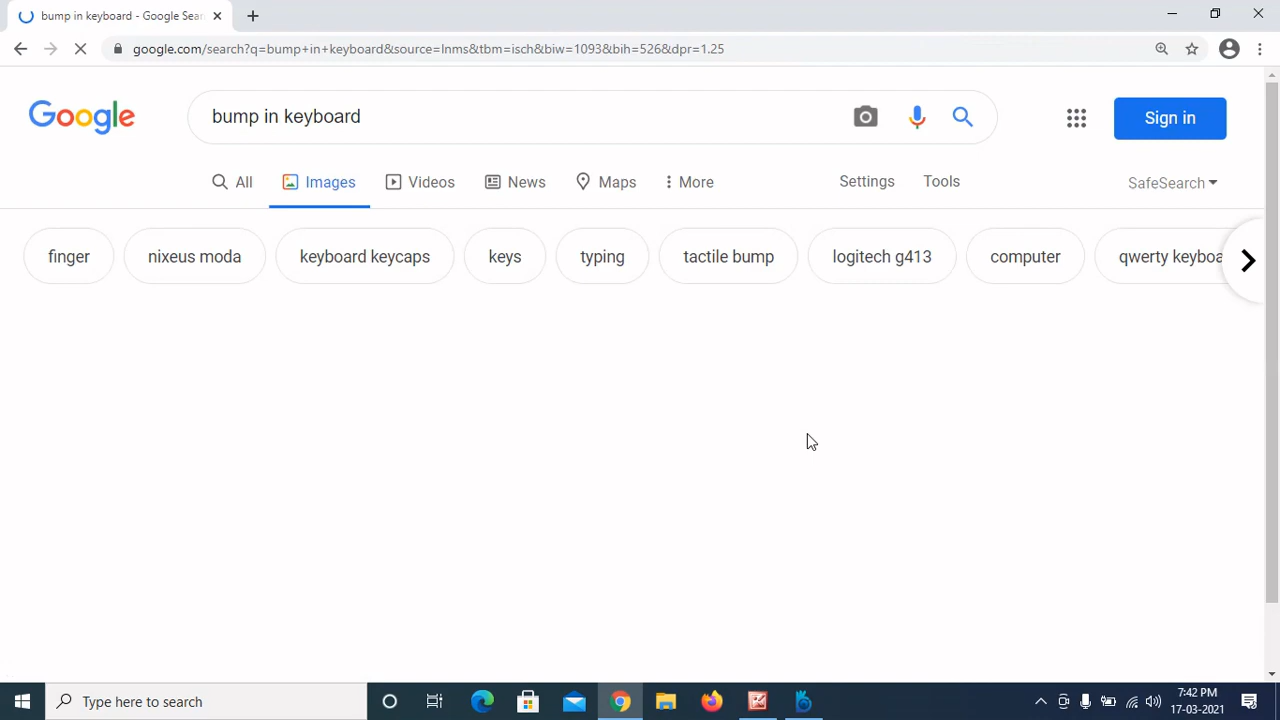 bump in keyboard - Google Sear
google.com/search?q=bump+in+keyboard&source=lnms&tbm=isch&biw=1093&bih=526&dpr=1.25
Google
bump in keyboard
Sign in
All Images Videos News Maps More Settings Tools SafeSearch
finger nixeus moda keyboard keycaps keys typing tactile bump logitech g413 computer qwerty keyboa
Type here to search
7:42 PM
17-03-2021